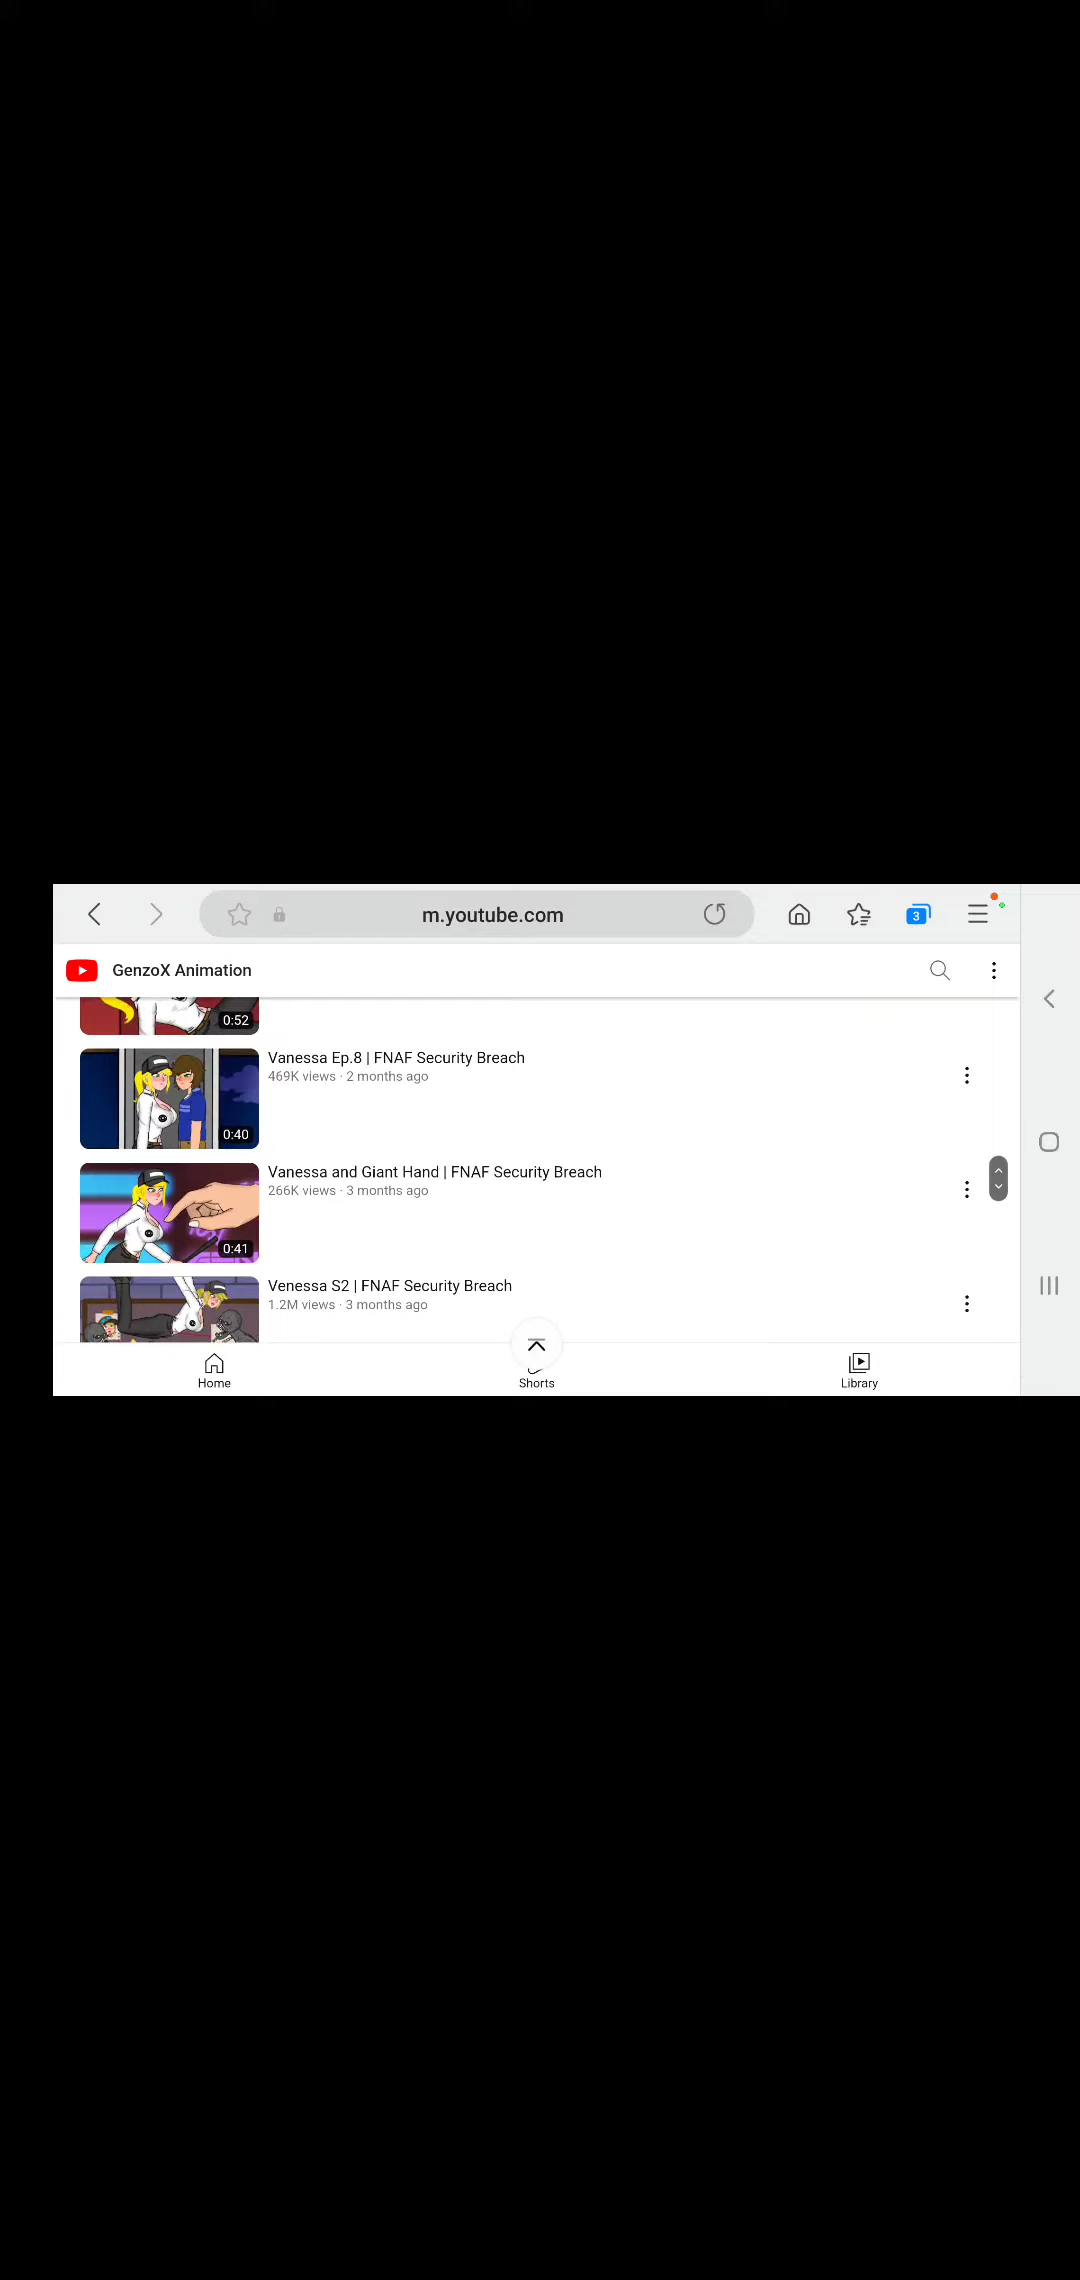 m.youtube.com
3
GenzoX Animation
0:52
Vanessa Ep.8 | FNAF Security Breach
469K views · 2 months ago
0:40
Vanessa and Giant Hand | FNAF Security Breach
266K views · 3 months ago
0:41
Venessa S2 | FNAF Security Breach
1.2M views · 3 months ago
Home
Shorts
Library